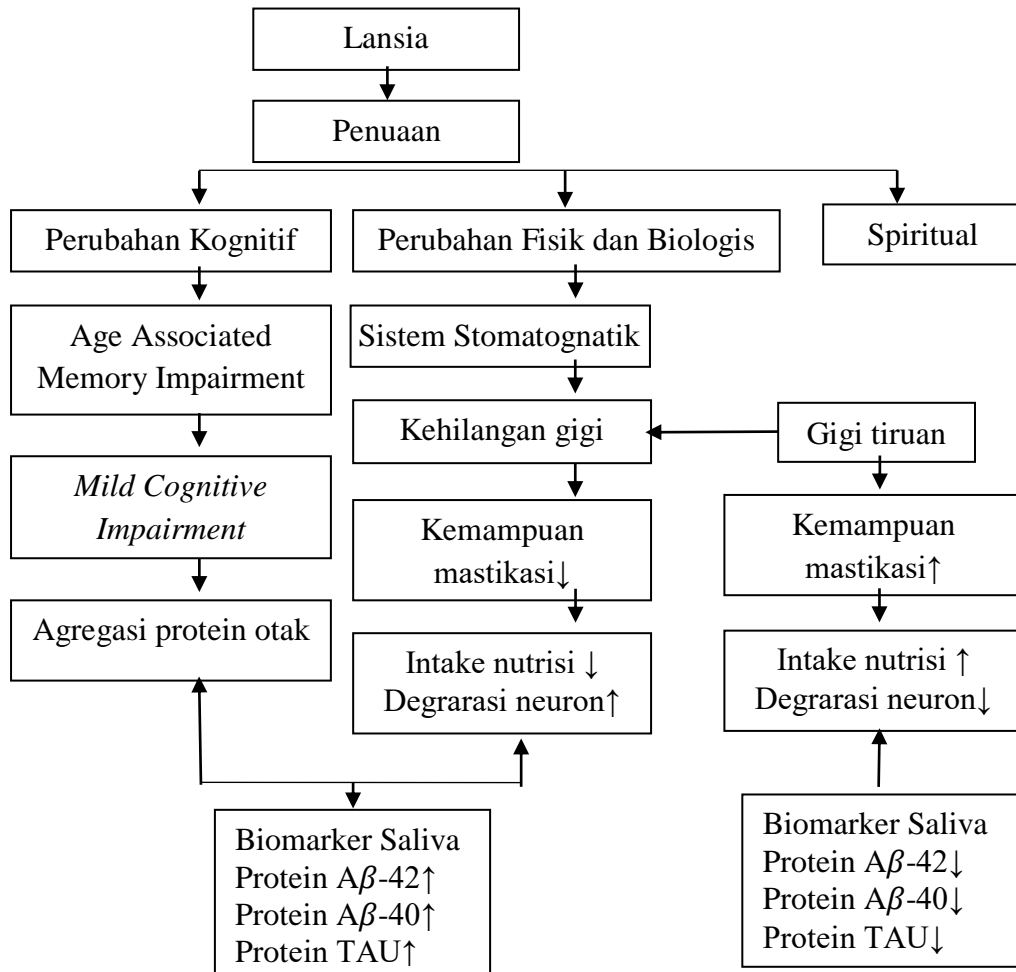 Lansia
Penuaan
Perubahan Kognitif
Perubahan Fisik dan Biologis
Spiritual
Age Associated
Memory Impairment
Sistem Stomatognatik
Kehilangan gigi
Gigi tiruan
Mild Cognitive
Impairment
Kemampuan
mastikasi↓
Kemampuan
mastikasi↑
Agregasi protein otak
Intake nutrisi ↓
Degrarasi neuron↑
Intake nutrisi ↑
Degrarasi neuron↓
Biomarker Saliva
Protein Aβ-42↑
Protein Aβ-40↑
Protein TAU↑
Biomarker Saliva
Protein Aβ-42↓
Protein Aβ-40↓
Protein TAU↓